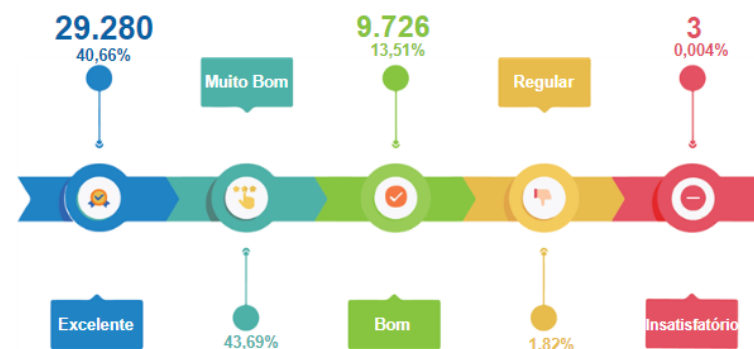 29.280
40,66%
9.726
13,51%
3
0,004%
Muito Bom
Regular
Excelente
43,69%
Bom
1,82%
Insatisfatório